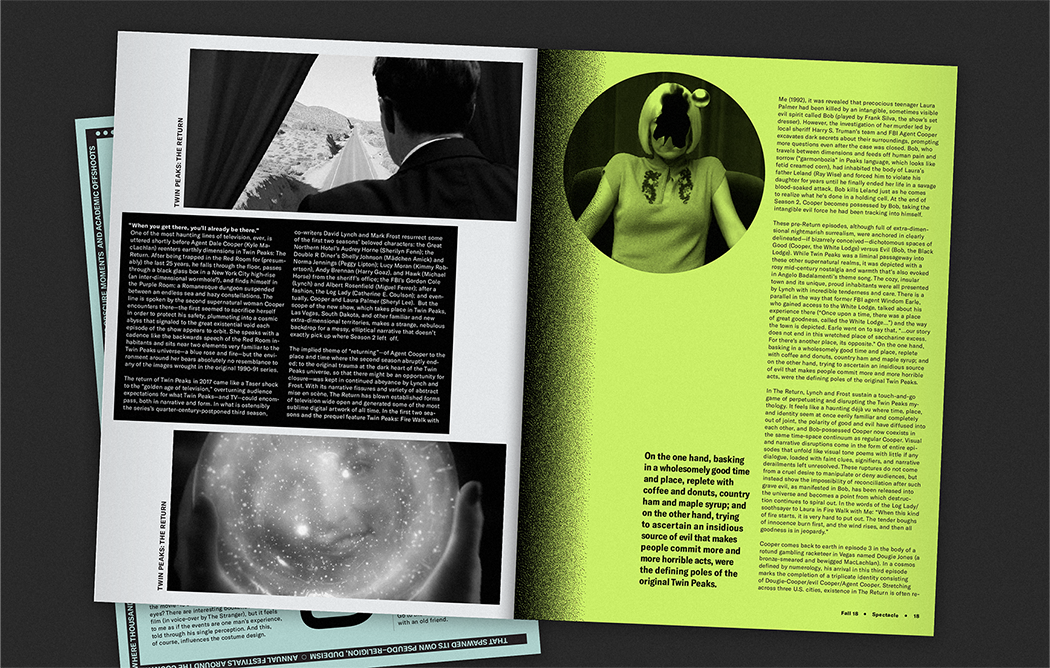 TWIN PEAKS: THE RETURN
"When you get there, you'll already be there."
One of the most haunting lines of television, ever, is
uttered shortly before Agent Dale Cooper (Kyle Ma-
cLachlan) reenters earthly dimensions in Twin Peaks: The
Return. After being trapped in the Red Room for (presum-
ably) the last 25 years, he falls through the floor, passes
through a black glass box in a New York City high-rise
(an inter-dimensional wormhole?), and finds himself in
the Purple Room; a Romanesque dungeon suspended
between an endless sea and hazy constellations. The
line is spoken by the second supernatural woman Cooper
encounters there—the first seemed to sacrifice herself
in order to protect his safety, plummeting into a cosmic
abyss that signaled to the great existential void each
episode of the show appears to orbit. She speaks with a
cadence like the backwards speech of the Red Room in-
habitants and sits near two elements very familiar to the
Twin Peaks universe—a blue rose and fire—but the envi-
ronment around her bears absolutely no resemblance to
any of the images wrought in the original 1990-91 series.
The return of Twin Peaks in 2017 came like a Taser shock
to the "golden age of television," overturning audience
expectations for what Twin Peaks—and TV—could encom-
pass, both in narrative and form. In what is ostensibly
the series's quarter-century-postponed third season,
co-writers David Lynch and Mark Frost resurrect some
of the first two seasons' beloved characters: the Great
Northern Hotel's Audrey Horne (Sherilyn Fenn); the
Double R Diner's Shelly Johnson (Mädchen Amick) and
Norma Jennings (Peggy Lipton); Lucy Moran (Kimmy Rob-
ertson), Andy Brennan (Harry Goaz), and Hawk (Michael
Horse) from the sheriff's office; the FBI's Gordon Cole
(Lynch) and Albert Rosenfield (Miguel Ferrer); after a
fashion, the Log Lady (Catherine E. Coulson); and even-
tually, Cooper and Laura Palmer (Sheryl Lee). But the
scope of the new show, which takes place in Twin Peaks,
Las Vegas, South Dakota, and other familiar and new
extra-dimensional territories, makes a strange, nebulous
backdrop for a messy, elliptical narrative that doesn't
exactly pick up where Season 2 left off.
The implied theme of "returning"—of Agent Cooper to the
place and time where the second season abruptly end-
ed; to the original trauma at the dark heart of the Twin
Peaks universe, so that there might be an opportunity for
closure—was kept in continued abeyance by Lynch and
Frost. With its narrative fissures and variety of abstract
mise en scène, The Return has blown established forms
of television wide open and generated some of the most
sublime digital artwork of all time. In the first two sea-
sons and the prequel feature Twin Peaks: Fire Walk with
TWIN PEAKS: THE RETURN
Me (1992), it was revealed that precocious teenager Laura
Palmer had been killed by an intangible, sometimes visible
evil spirit called Bob (played by Frank Silva, the show's set
dresser). However, the investigation of her murder led by
local sheriff Harry S. Truman's team and FBI Agent Cooper
excavates dark secrets about their surroundings, prompting
more questions even after the case was closed. Bob, who
travels between dimensions and feeds off human pain and
sorrow ("garmonbozia" in Peaks language, which looks like
fetid creamed corn), had inhabited the body of Laura's
father Leland (Ray Wise) and forced him to violate his
daughter for years until he finally ended her life in a savage
blood-soaked attack. Bob kills Leland just as he comes
to realize what he's done in a holding cell. At the end of
Season 2, Cooper becomes possessed by Bob, taking the
intangible evil force he had been tracking into himself.
These pre-Return episodes, although full of extra-dimen-
sional nightmarish surrealism, were anchored in clearly
delineated—if bizarrely conceived—dichotomous spaces of
Good (Cooper, the White Lodge) versus Evil (Bob, the Black
Lodge). While Twin Peaks was a liminal passageway into
these other supernatural realms, it was depicted with a
rosy mid-century nostalgia and warmth that's also evoked
in Angelo Badalamenti's theme song. The cozy, insular
town and its unique, proud inhabitants were all presented
by Lynch with incredible tenderness and care. There is a
parallel in the way that former FBI agent Windom Earle,
who gained access to the White Lodge, talked about his
experience there ("Once upon a time, there was a place
of great goodness, called the White Lodge...") and the way
the town is depicted. Earle went on to say that, "...our story
does not end in this wretched place of saccharine excess.
For there's another place, its opposite." On the one hand,
basking in a wholesomely good time and place, replete
with coffee and donuts, country ham and maple syrup; and
on the other hand, trying to ascertain an insidious source
of evil that makes people commit more and more horrible
acts, were the defining poles of the original Twin Peaks.
In The Return, Lynch and Frost sustain a touch-and-go
game of perpetuating and disrupting the Twin Peaks my-
thology. It feels like a haunting déjà vu where time, place,
and identity seem at once eerily familiar and completely
out of joint, the polarity of good and evil have diffused into
each other, and Bob-possessed Cooper now coexists in
the same time-space continuum as regular Cooper. Visual
and narrative disruptions come in the form of entire epi-
sodes that unfold like visual tone poems with little if any
dialogue, loaded with faint clues, signifiers, and narrative
derailments left unresolved. These ruptures do not come
from a cruel desire to manipulate or deny audiences, but
instead show the impossibility of reconciliation after such
grave evil, as manifested in Bob, has been released into
the universe and becomes a point from which destruc-
tion continues to spiral out. In the words of the Log Lady/
soothsayer to Laura in Fire Walk with Me: "When this kind
of fire starts, it is very hard to put out. The tender boughs
of innocence burn first, and the wind rises, and then all
goodness is in jeopardy."
Cooper comes back to earth in episode 3 in the body of a
rotund gambling racketeer in Vegas named Dougie Jones (a
bronze-smeared and bewigged MacLachlan). In a cosmos
defined by numerology, his arrival in this third episode
marks the completion of a triplicate identity consisting
of Dougie-Cooper/evil Cooper/Agent Cooper. Stretching
across three U.S. cities, existence in The Return is often re-
On the one hand, basking
in a wholesomely good time
and place, replete with
coffee and donuts, country
ham and maple syrup; and
on the other hand, trying
to ascertain an insidious
source of evil that makes
people commit more and
more horrible acts, were
the defining poles of the
original Twin Peaks.
Fall 18 • Spectacle • 18
OBSCURE MOMENTS AND ACADEMIC OFFSHOOTS
WHERE THOUSAND
eyes? There are interesting
film (in voice-over by The Stranger), but it feels
to me as if the events are one man's experience,
told through his single perception. And this,
of course, influences the costume design.
with an old friend.
THAT SPAWNED ITS OWN PSEUDO-RELIGION, DUDEISM ○ ANNUAL FESTIVALS AROUND THE